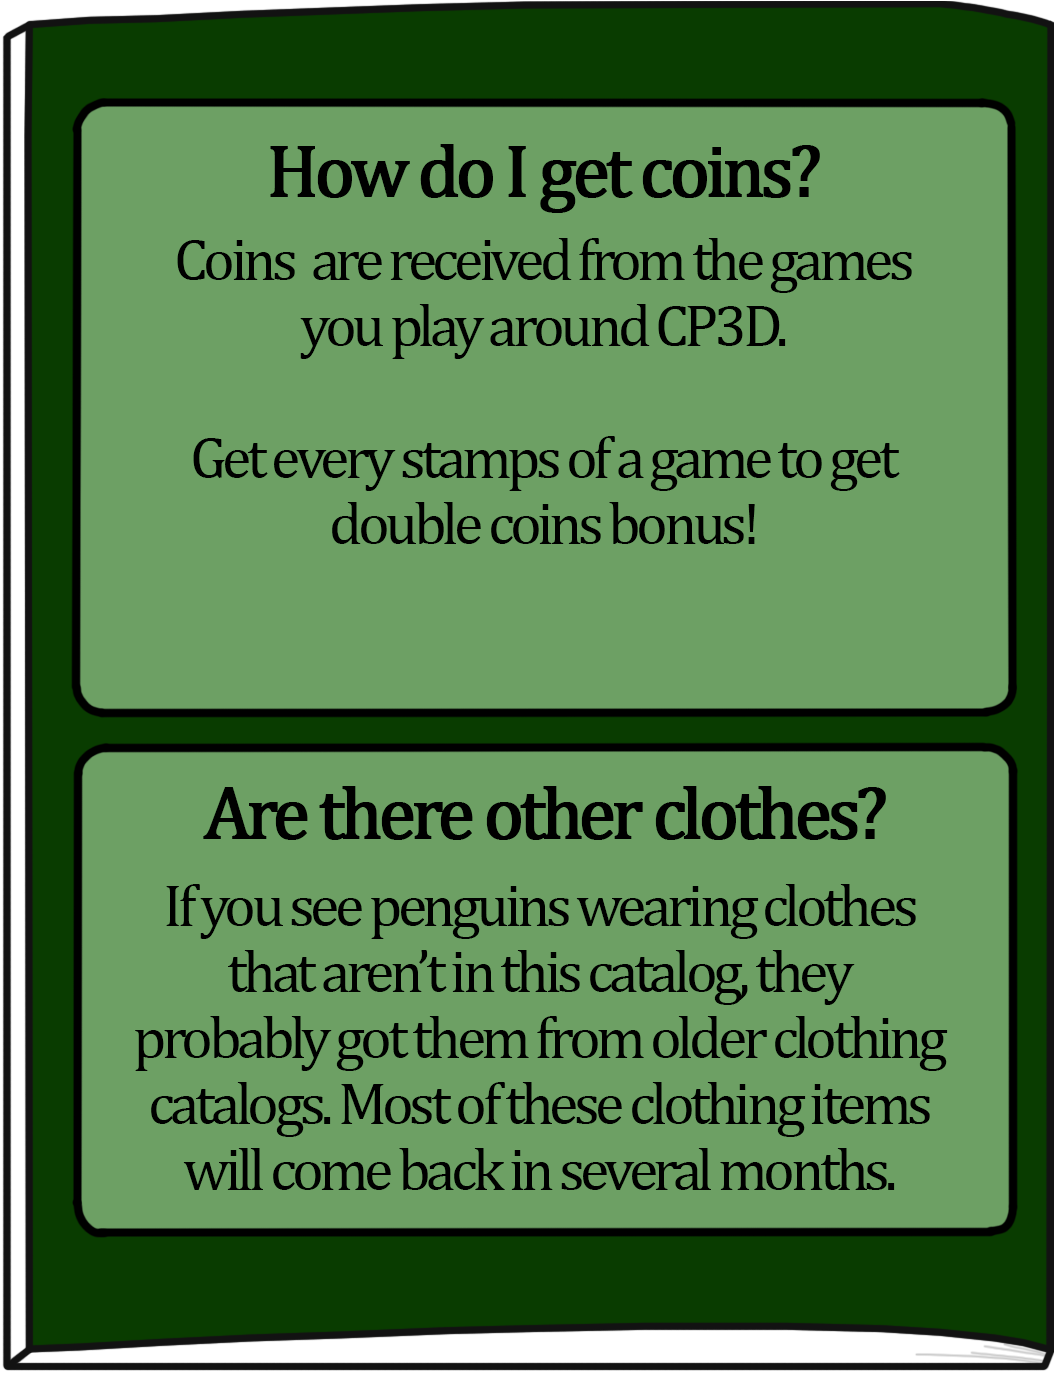 How do I get coins?
Coins are received from the games
you play around CP3D.
Get every stamps of a game to get
double coins bonus!
Are there other clothes?
If you see penguins wearing clothes
that aren’t in this catalog, they
probably got them from older clothing
catalogs. Most of these clothing items
will come back in several months.